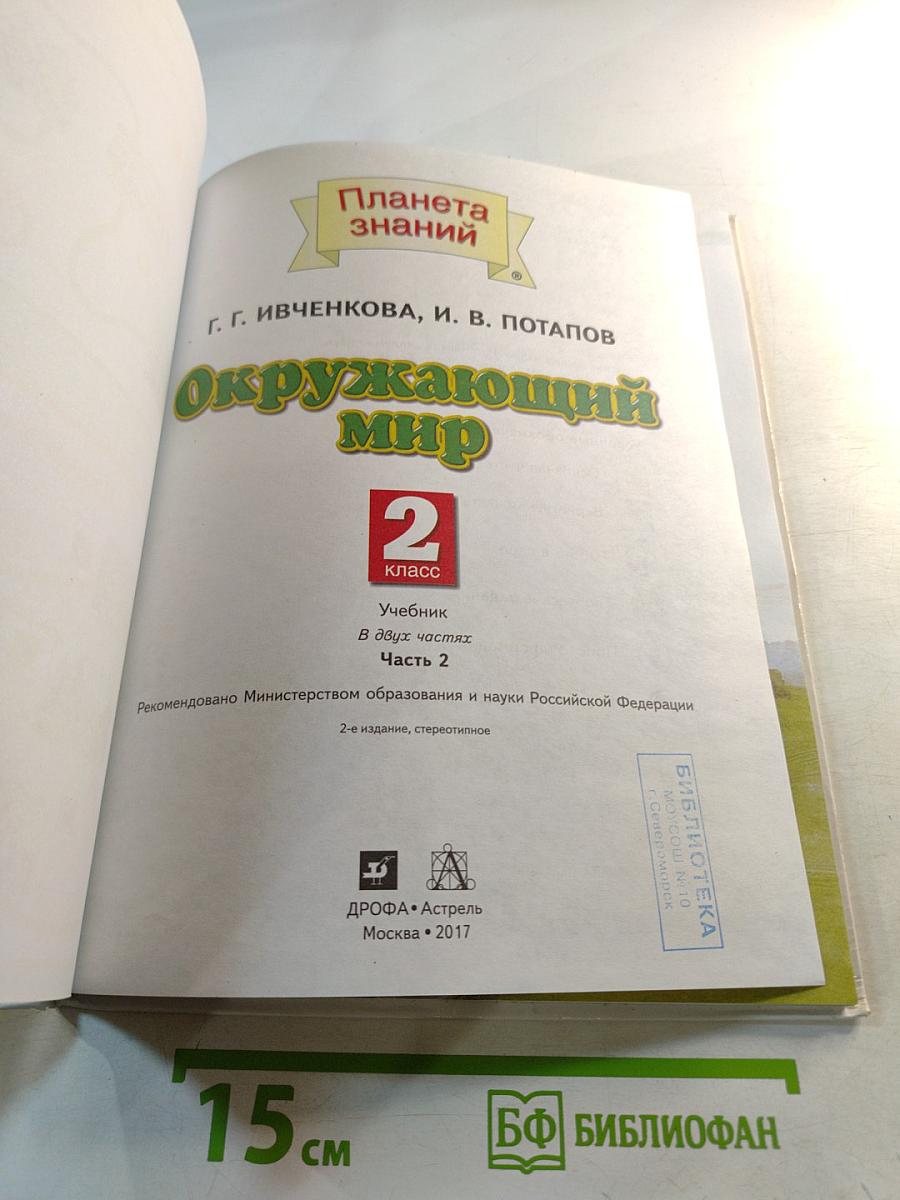 Планета
знаний
®
Г. Г. ИВЧЕНКОВА, И. В. ПОТАПОВ
Окружающий
мир
2
класс
Учебник
В двух частях
Часть 2
Рекомендовано Министерством образования и науки Российской Федерации
2-е издание, стереотипное
ДРОФА • Астрель
Москва • 2017
БИБЛИОТЕКА
МОУСОШ №10
г.Североморск
15 см
БФ БИБЛИОФАН